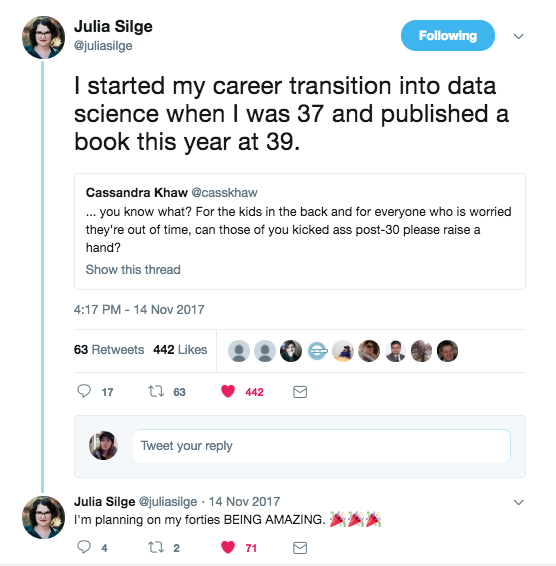 Julia Silge
@juliasilge
Following
I started my career transition into data
science when I was 37 and published a
book this year at 39.
Cassandra Khaw @casskhaw
... you know what? For the kids in the back and for everyone who is worried
they're out of time, can those of you kicked ass post-30 please raise a
hand?
Show this thread
4:17 PM - 14 Nov 2017
63 Retweets 442 Likes
17 63 442
Tweet your reply
Julia Silge @juliasilge · 14 Nov 2017
I'm planning on my forties BEING AMAZING. 🎉🎉🎉
4 2 71